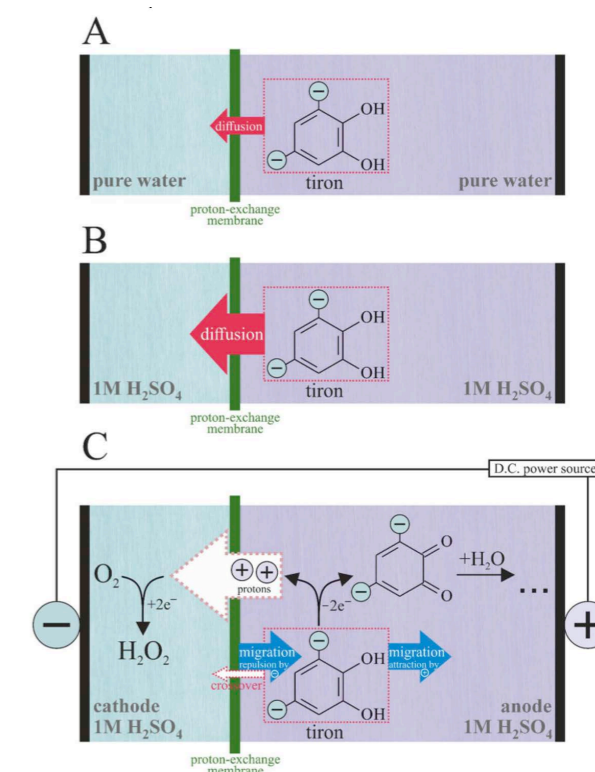 A
OH
diffusion
OH
pure water
tiron
pure water
proton-exchange
membrane
B
OH
diffusion
OH
1M H₂SO₄
tiron
1M H₂SO₄
proton-exchange
membrane
C
D.C. power source
O
O₂
+ +
protons
+H₂O
...
+2e⁻
−2e⁻
O
−
+
H₂O₂
migration
repulsion by
⊖
OH
migration
attraction by
⊕
crossover
OH
cathode
1M H₂SO₄
tiron
anode
1M H₂SO₄
proton-exchange
membrane